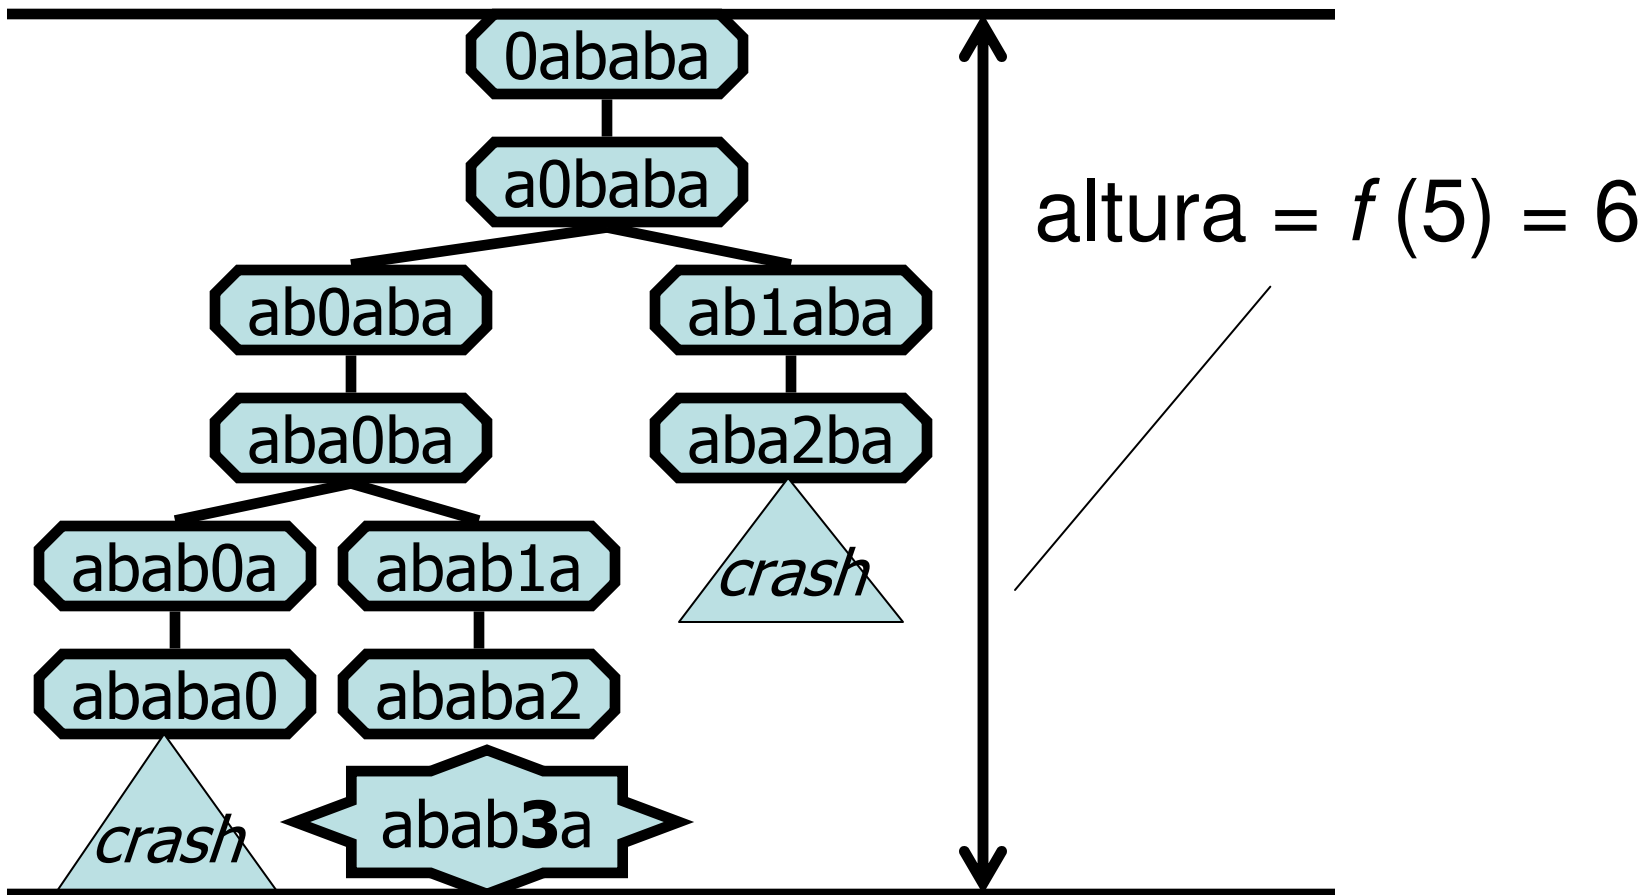 0ababa
a0baba
altura = f (5) = 6
ab0aba ab1aba
aba0ba aba2ba
abab0a abab1a crash
ababa0 ababa2
crash abab3a